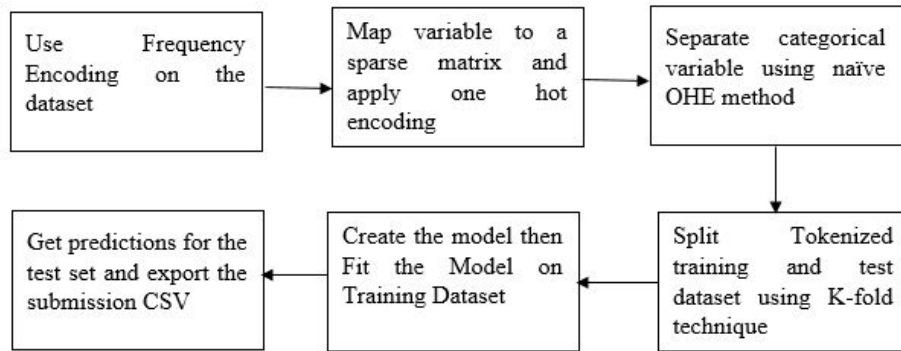 Use Frequency
Encoding on the
dataset
Map variable to a
sparse matrix and
apply one hot
encoding
Separate categorical
variable using naïve
OHE method
Split Tokenized
training and test
dataset using K-fold
technique
Create the model then
Fit the Model on
Training Dataset
Get predictions for the
test set and export the
submission CSV